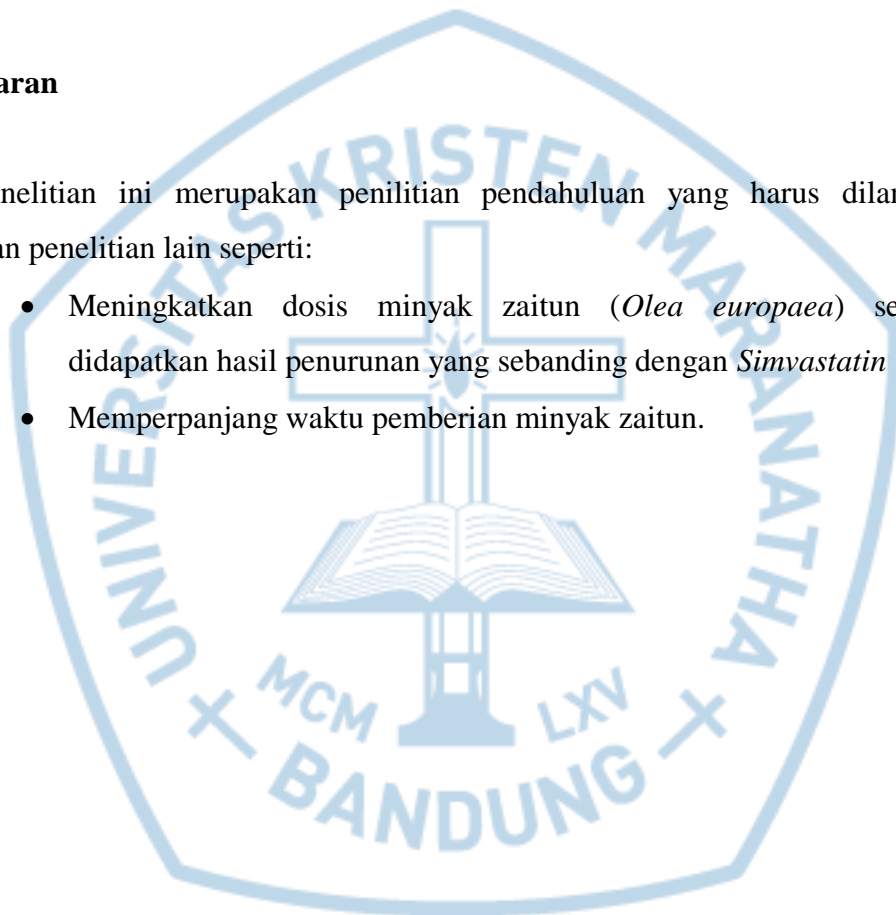 aran
nelitian ini merupakan penilitian pendahuluan yang harus dilan
an penelitian lain seperti:
• Meningkatkan dosis minyak zaitun (Olea europaea) se
didapatkan hasil penurunan yang sebanding dengan Simvastatin
• Memperpanjang waktu pemberian minyak zaitun.
UNIVERSITAS KRISTEN MARANATHA
MCM LXV
BANDUNG